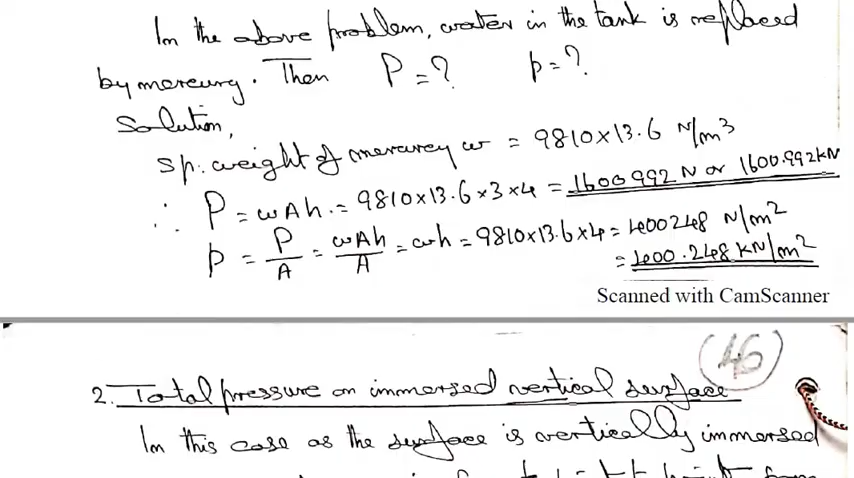 In the above problem, water in the tank is replaced
by mercury. Then P = ? p = ?
Solution,
Sp. weight of mercurey w = 9810×13.6 N/m³
∴ P = wAh = 9810×13.6×3×4 = 1600992 N or 1600.992 kN
p = P/A = wAh/A = wh = 9810×13.6×4 = 400248 N/m²
= 400.248 KN/m²
Scanned with CamScanner
46
2. Total pressure on immersed vertical surface
In this case as the surface is vertically immersed